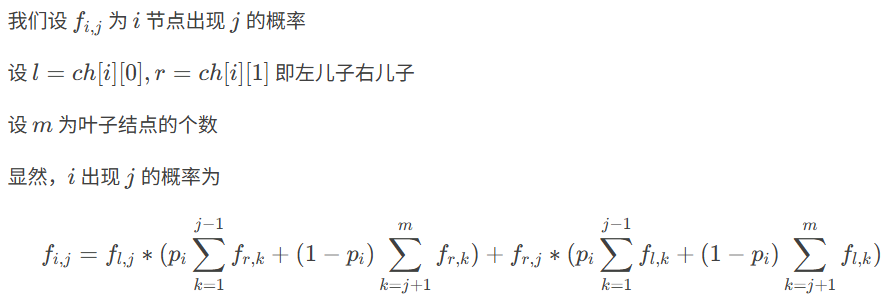 我们设 $f_{i,j}$ 为 $i$ 节点出现 $j$ 的概率
设 $l = ch[i][0], r = ch[i][1]$ 即左儿子右儿子
设 $m$ 为叶子结点的个数
显然，$i$ 出现 $j$ 的概率为
$f_{i,j} = f_{l,j} * (p_i \sum_{k=1}^{j-1} f_{r,k} + (1 - p_i) \sum_{k=j+1}^{m} f_{r,k}) + f_{r,j} * (p_i \sum_{k=1}^{j-1} f_{l,k} + (1 - p_i) \sum_{k=j+1}^{m} f_{l,k})$